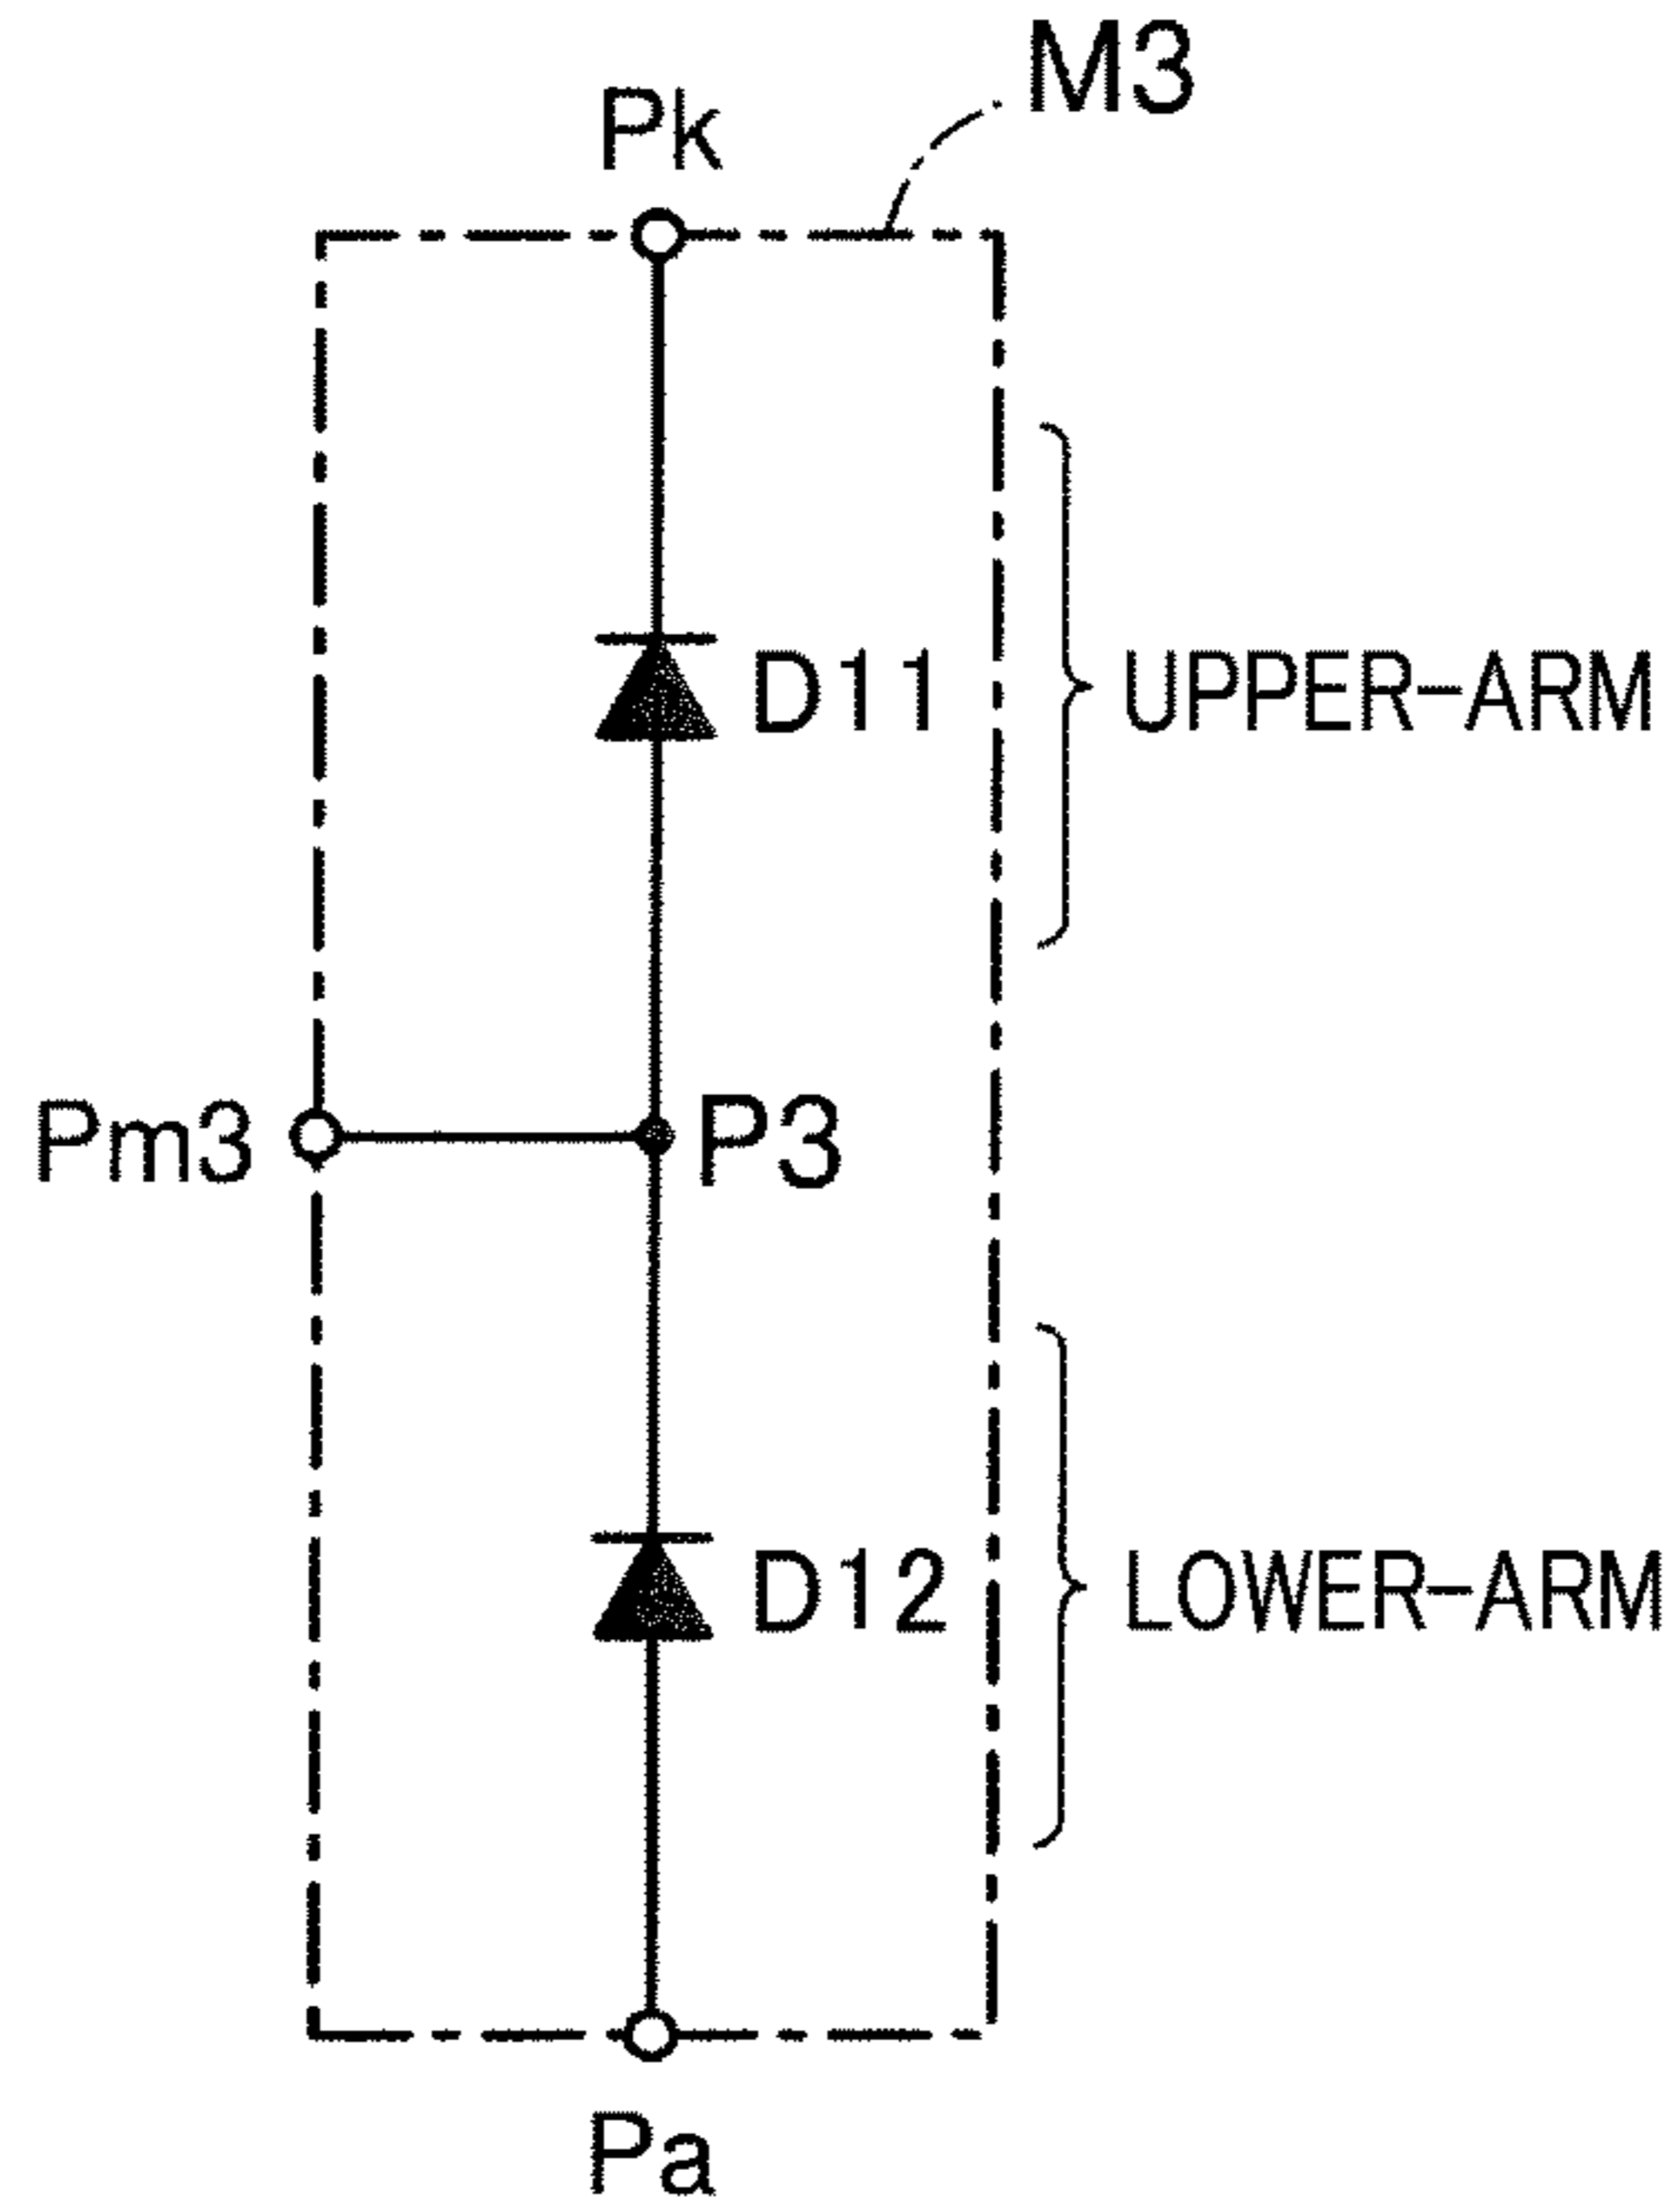 M3
Pk
D11
UPPER-ARM
Pm3
P3
D12
LOWER-ARM
Pa